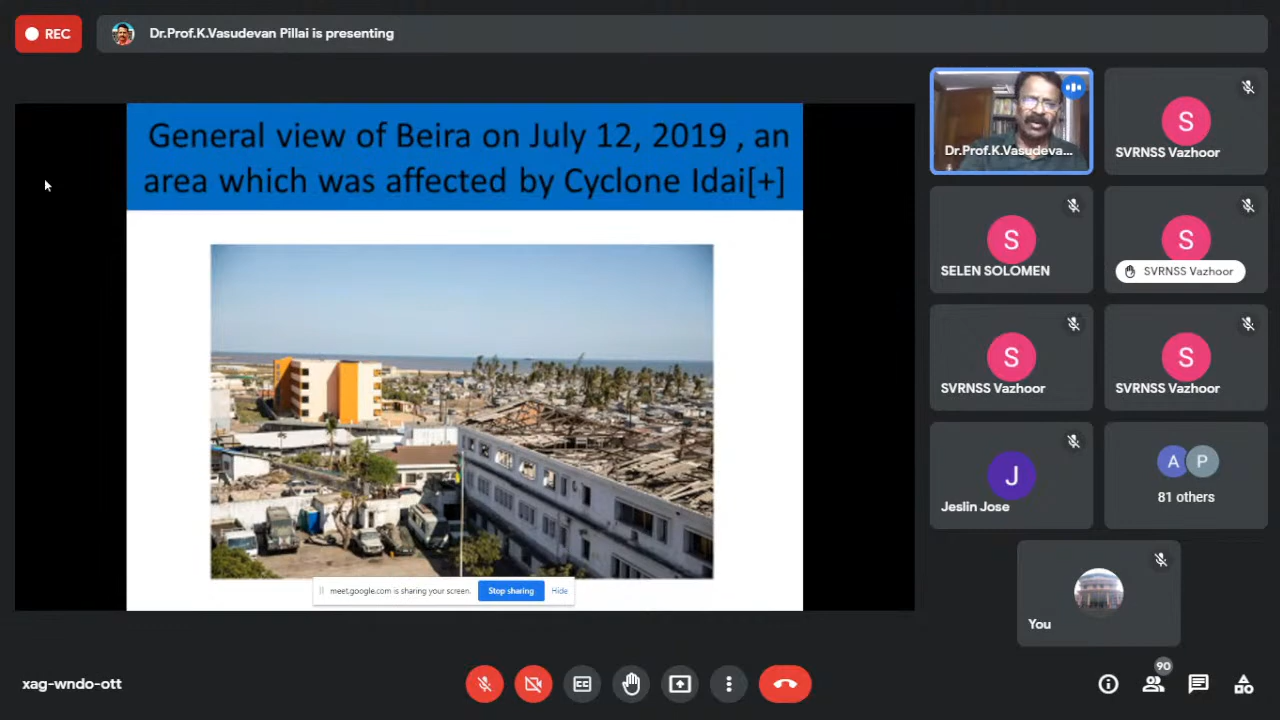 REC
Dr.Prof.K.Vasudevan Pillai is presenting
General view of Beira on July 12, 2019 , an
area which was affected by Cyclone Idai[+]
meet.google.com is sharing your screen.
Stop sharing
Hide
Dr.Prof.K.Vasudeva...
S
SVRNSS Vazhoor
S
SELEN SOLOMEN
S
SVRNSS Vazhoor
S
SVRNSS Vazhoor
S
SVRNSS Vazhoor
J
Jeslin Jose
A P
81 others
You
xag-wndo-ott
CC
90